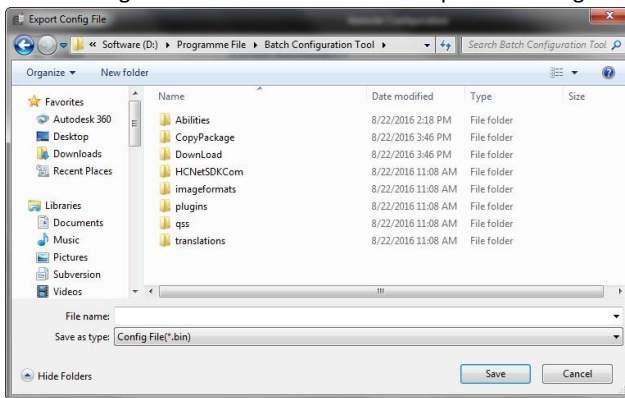 Export Config File
« Software (D:) ▸ Programme File ▸ Batch Configuration Tool ▸
Search Batch Configuration Tool
Organize ▾ New folder
Name Date modified Type Size
Favorites
Autodesk 360
Desktop
Downloads
Recent Places
Libraries
Documents
Music
Pictures
Subversion
Videos
Abilities 8/22/2016 2:18 PM File folder
CopyPackage 8/22/2016 3:46 PM File folder
DownLoad 8/22/2016 3:46 PM File folder
HCNetSDKCom 8/22/2016 11:08 AM File folder
imageformats 8/22/2016 11:08 AM File folder
plugins 8/22/2016 11:08 AM File folder
qss 8/22/2016 11:08 AM File folder
translations 8/22/2016 11:08 AM File folder
File name:
Save as type: Config File(*.bin)
Hide Folders
Save Cancel